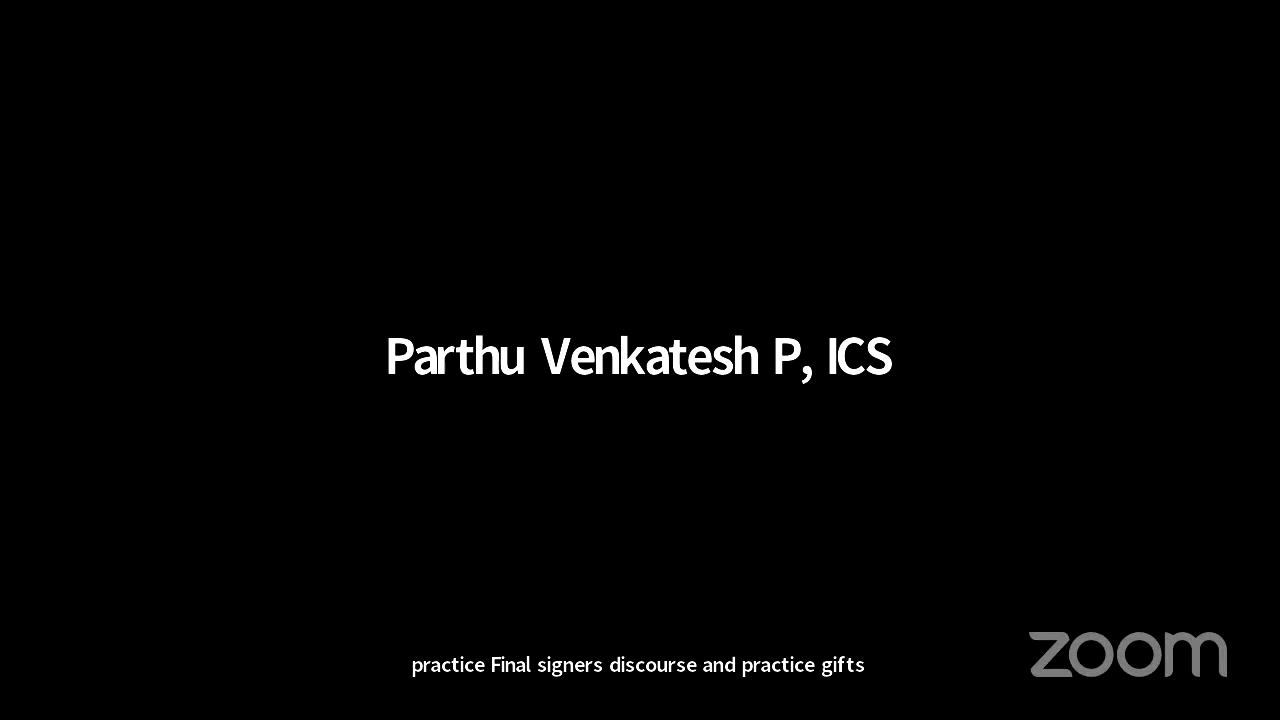 Parthu Venkatesh P, ICS
practice Final signers discourse and practice gifts
zoom